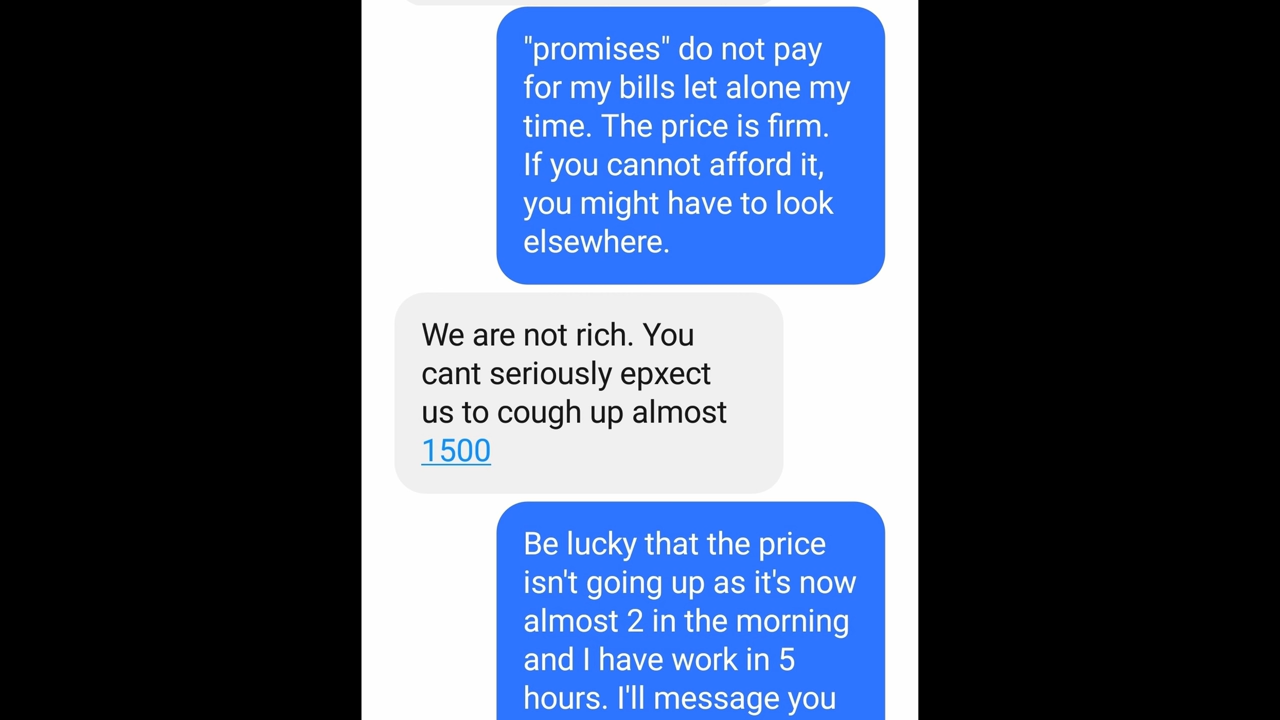 "promises" do not pay
for my bills let alone my
time. The price is firm.
If you cannot afford it,
you might have to look
elsewhere.
We are not rich. You
cant seriously epxect
us to cough up almost
1500
Be lucky that the price
isn't going up as it's now
almost 2 in the morning
and I have work in 5
hours. I'll message you